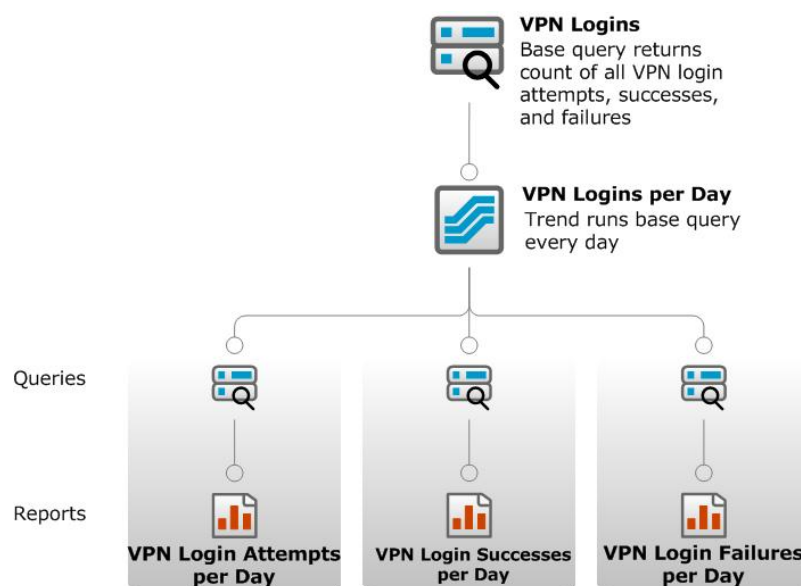 VPN Logins
Base query returns
count of all VPN login
attempts, successes,
and failures
VPN Logins per Day
Trend runs base query
every day
Queries
Reports
VPN Login Attempts
per Day
VPN Login Successes
per Day
VPN Login Failures
per Day